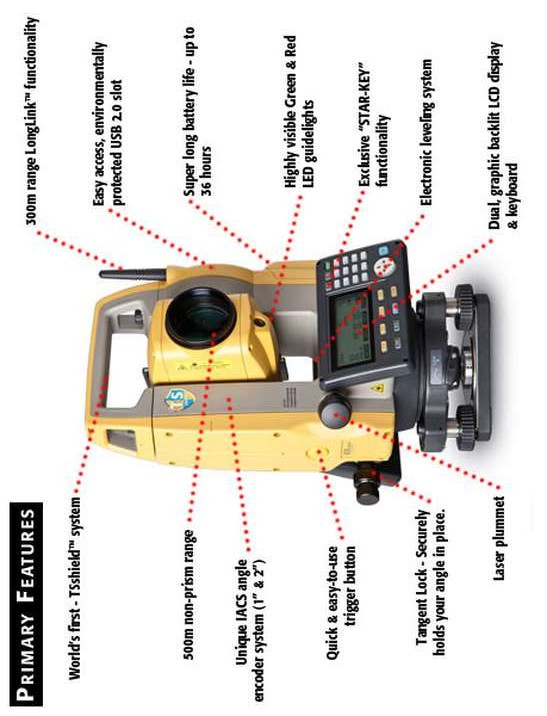 PRIMARY FEATURES
World's first - TSshield™ system
500m non-prism range
Unique IACS angle
encoder system (1" & 2")
Quick & easy-to-use
trigger button
Tangent Lock - Securely
holds your angle in place.
Laser plummet
300m range LongLink™ functionality
Easy access, environmentally
protected USB 2.0 slot
Super long battery life - up to
36 hours
Highly visible Green & Red
LED guidelights
Exclusive "STAR-KEY"
functionality
Electronic leveling system
Dual, graphic backlit LCD display
& keyboard
TS